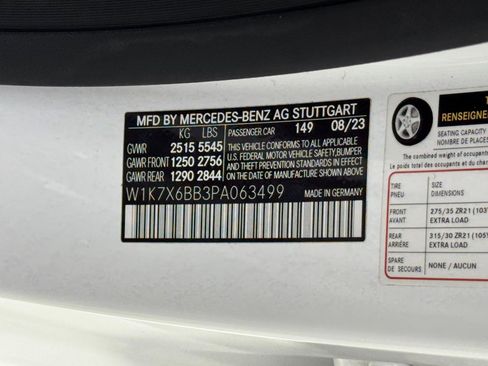 MFD BY MERCEDES-BENZ AG STUTTGART
KG LBS PASSENGER CAR 149 08/23
GVWR 2515 5545
GAWR FRONT 1250 2756
GAWR REAR 1290 2844
THIS VEHICLE CONFORMS TO ALL APPLICABLE
U.S. FEDERAL MOTOR VEHICLE SAFETY, BUMPER
AND THEFT PREVENTION STANDARDS IN EFFECT
ON THE DATE OF MANUFACTURE SHOWN ABOVE
W1K7X6BB3PA063499
RENSEIGNE
SEATING CAPACITY
NOMBRE DE PLACES
The combined weight of occupants
TIRE SIZE
PNEU DIMENSIONS
FRONT 275/35 ZR21 (103
AVANT EXTRA LOAD
REAR 315/30 ZR21 (105
ARRIÈRE EXTRA LOAD
SPARE NONE / AUCUN
DE SECOURS